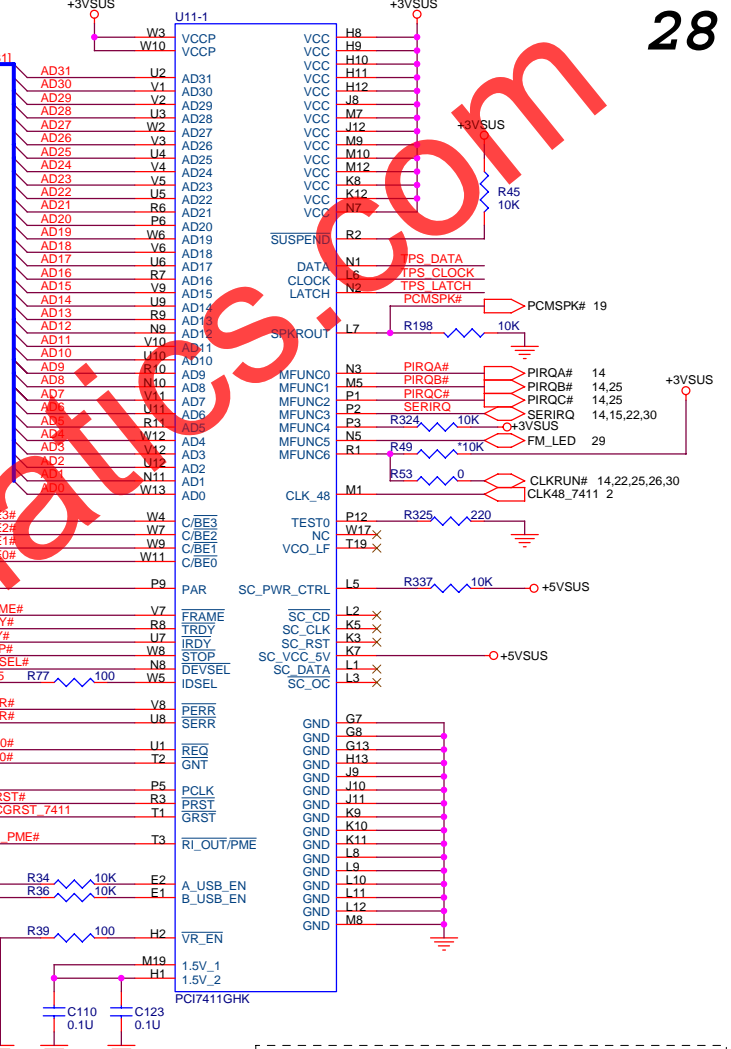 +3VSUS
+3VSUS
28
U11-1
W3 VCCP VCC H8
W10 VCCP VCC H9
VCC H10
AD31 U2 AD31 VCC H11
AD30 V1 AD30 VCC H12
AD29 V2 AD29 VCC J8
AD28 U3 AD28 VCC M7
AD27 W2 AD27 VCC J12
AD26 V3 AD26 VCC M9
AD25 U4 AD25 VCC M10
AD24 V4 AD24 VCC M12
AD23 V5 AD23 VCC K8
AD22 U5 AD22 VCC K12
AD21 R6 AD21 VCC N7
+3VSUS
R45
10K
AD20 P6 AD20
AD19 W6 AD19 SUSPEND R2
AD18 V6 AD18
AD17 U6 AD17 DATA N1 TPS_DATA
AD16 R7 AD16 CLOCK L6 TPS_CLOCK
AD15 V9 AD15 LATCH N2 TPS_LATCH
AD14 U9 AD14 PCMSPK# PCMSPK# 19
AD13 R9 AD13
AD12 N9 AD12 SPKROUT L7 R198 10K
AD11 V10 AD11
AD10 U10 AD10
AD9 R10 AD9 MFUNC0 N3 PIRQA# PIRQA# 14
AD8 N10 AD8 MFUNC1 M5 PIRQB# PIRQB# 14,25
AD7 V11 AD7 MFUNC2 P1 PIRQC# PIRQC# 14,25
AD6 U11 AD6 MFUNC3 P2 SERIRQ SERIRQ 14,15,22,30
AD5 R11 AD5 MFUNC4 P3 R324 10K +3VSUS
AD4 W12 AD4 MFUNC5 N5 FM_LED 29
AD3 V12 AD3 MFUNC6 R1 R49 *10K +3VSUS
AD2 U12 AD2
AD1 N11 AD1 R53 0 CLKRUN# 14,22,25,26,30
AD0 W13 AD0 CLK_48 M1 CLK48_7411 2
W4 C/BE3 TEST0 P12 R325 220
W7 C/BE2 NC W17
W9 C/BE1 VCO_LF T19
W11 C/BE0
P9 PAR SC_PWR_CTRL L5 R337 10K +5VSUS
V7 FRAME SC_CD L2
R8 TRDY SC_CLK K5
U7 IRDY SC_RST K3
W8 STOP SC_VCC_5V K7 +5VSUS
N8 DEVSEL SC_DATA L1
R77 100 W5 IDSEL SC_OC L3
V8 PERR GND G7
U8 SERR GND G8
U1 REQ GND G13
T2 GNT GND H13
GND J9
P5 PCLK GND J10
R3 PRST GND J11
CGRST_7411 T1 GRST GND K9
GND K10
_PME# T3 RI_OUT/PME GND K11
GND L8
GND L9
R34 10K E2 A_USB_EN GND L10
R36 10K E1 B_USB_EN GND L11
GND L12
GND M8
R39 100 H2 VR_EN
M19 1.5V_1
H1 1.5V_2
PCI7411GHK
C110 C123
0.1U 0.1U
atics.com